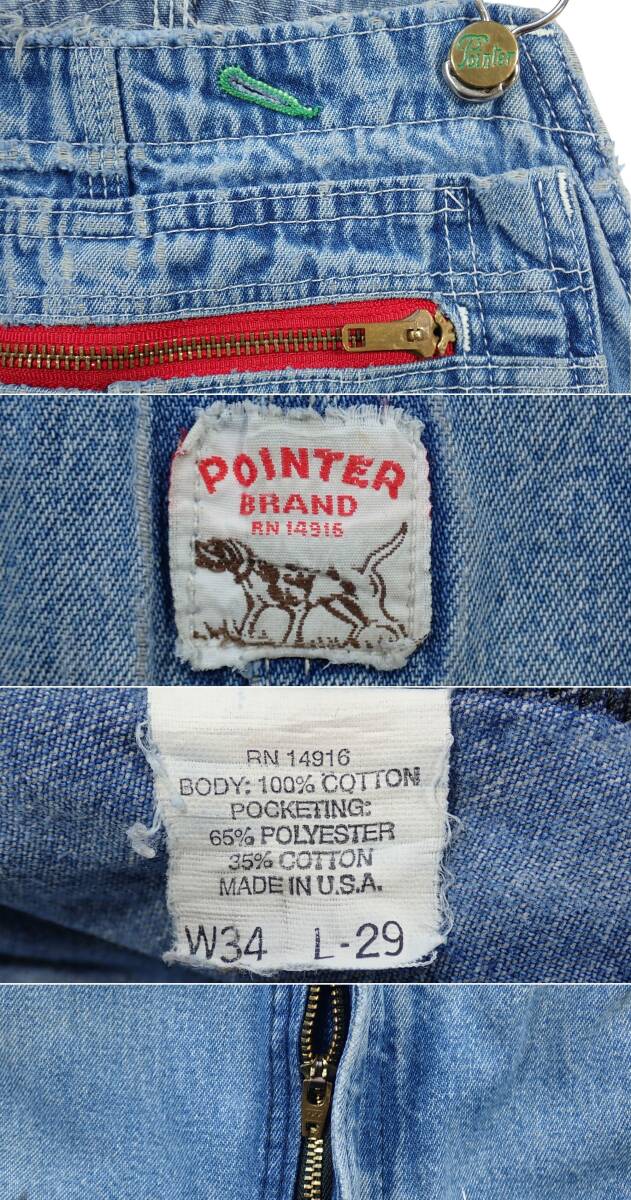 Pointer
POINTER
BRAND
RN 14916
RN 14916
BODY: 100% COTTON
POCKETING:
65% POLYESTER
35% COTTON
MADE IN U.S.A.
W34 L-29